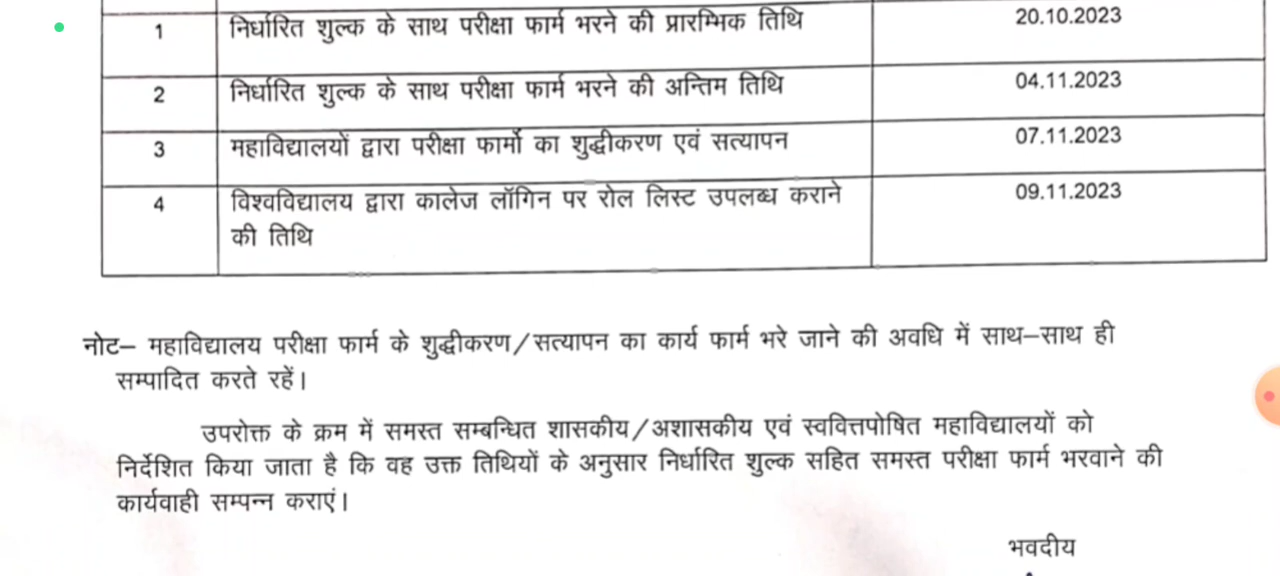 1 निर्धारित शुल्क के साथ परीक्षा फार्म भरने की प्रारम्भिक तिथि 20.10.2023
2 निर्धारित शुल्क के साथ परीक्षा फार्म भरने की अन्तिम तिथि 04.11.2023
3 महाविद्यालयों द्वारा परीक्षा फार्मो का शुद्धीकरण एवं सत्यापन 07.11.2023
4 विश्वविद्यालय द्वारा कालेज लॉगिन पर रोल लिस्ट उपलब्ध कराने 09.11.2023
की तिथि
नोट– महाविद्यालय परीक्षा फार्म के शुद्धीकरण/सत्यापन का कार्य फार्म भरे जाने की अवधि में साथ–साथ ही
सम्पादित करते रहें।
उपरोक्त के क्रम में समस्त सम्बन्धित शासकीय/अशासकीय एवं स्ववित्तपोषित महाविद्यालयों को
निर्देशित किया जाता है कि वह उक्त तिथियों के अनुसार निर्धारित शुल्क सहित समस्त परीक्षा फार्म भरवाने की
कार्यवाही सम्पन्न कराएं।
भवदीय